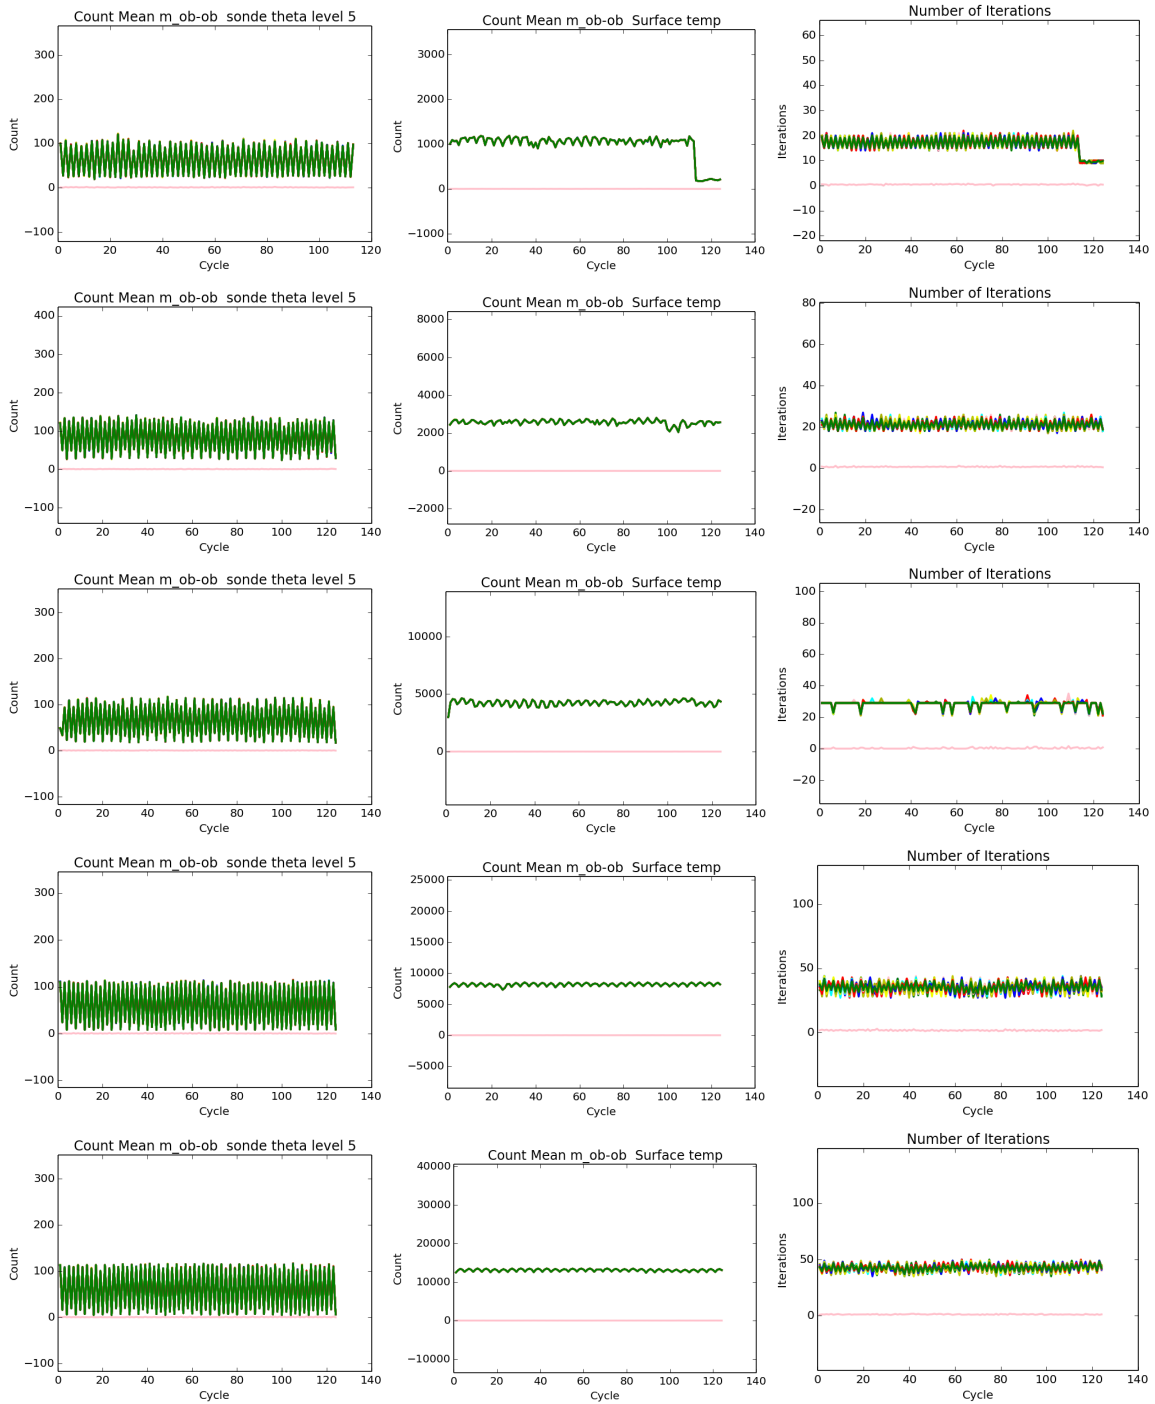 Count Mean m_ob-ob  sonde theta level 5
300
200
100
0
−100
Count
0 20 40 60 80 100 120
Cycle
Count Mean m_ob-ob  Surface temp
3000
2000
1000
0
−1000
Count
0 20 40 60 80 100 120 140
Cycle
Number of Iterations
60
50
40
30
20
10
0
−10
−20
Iterations
0 20 40 60 80 100 120 140
Cycle
Count Mean m_ob-ob  sonde theta level 5
400
300
200
100
0
−100
Count
0 20 40 60 80 100 120 140
Cycle
Count Mean m_ob-ob  Surface temp
8000
6000
4000
2000
0
−2000
Count
0 20 40 60 80 100 120 140
Cycle
Number of Iterations
80
60
40
20
0
−20
Iterations
0 20 40 60 80 100 120 140
Cycle
Count Mean m_ob-ob  sonde theta level 5
300
200
100
0
−100
Count
0 20 40 60 80 100 120 140
Cycle
Count Mean m_ob-ob  Surface temp
10000
5000
0
Count
0 20 40 60 80 100 120 140
Cycle
Number of Iterations
100
80
60
40
20
0
−20
Iterations
0 20 40 60 80 100 120 140
Cycle
Count Mean m_ob-ob  sonde theta level 5
300
200
100
0
−100
Count
0 20 40 60 80 100 120 140
Cycle
Count Mean m_ob-ob  Surface temp
25000
20000
15000
10000
5000
0
−5000
Count
0 20 40 60 80 100 120 140
Cycle
Number of Iterations
100
50
0
Iterations
0 20 40 60 80 100 120 140
Cycle
Count Mean m_ob-ob  sonde theta level 5
300
200
100
0
−100
Count
0 20 40 60 80 100 120 140
Cycle
Count Mean m_ob-ob  Surface temp
40000
30000
20000
10000
0
−10000
Count
0 20 40 60 80 100 120 140
Cycle
Number of Iterations
100
50
0
Iterations
0 20 40 60 80 100 120 140
Cycle